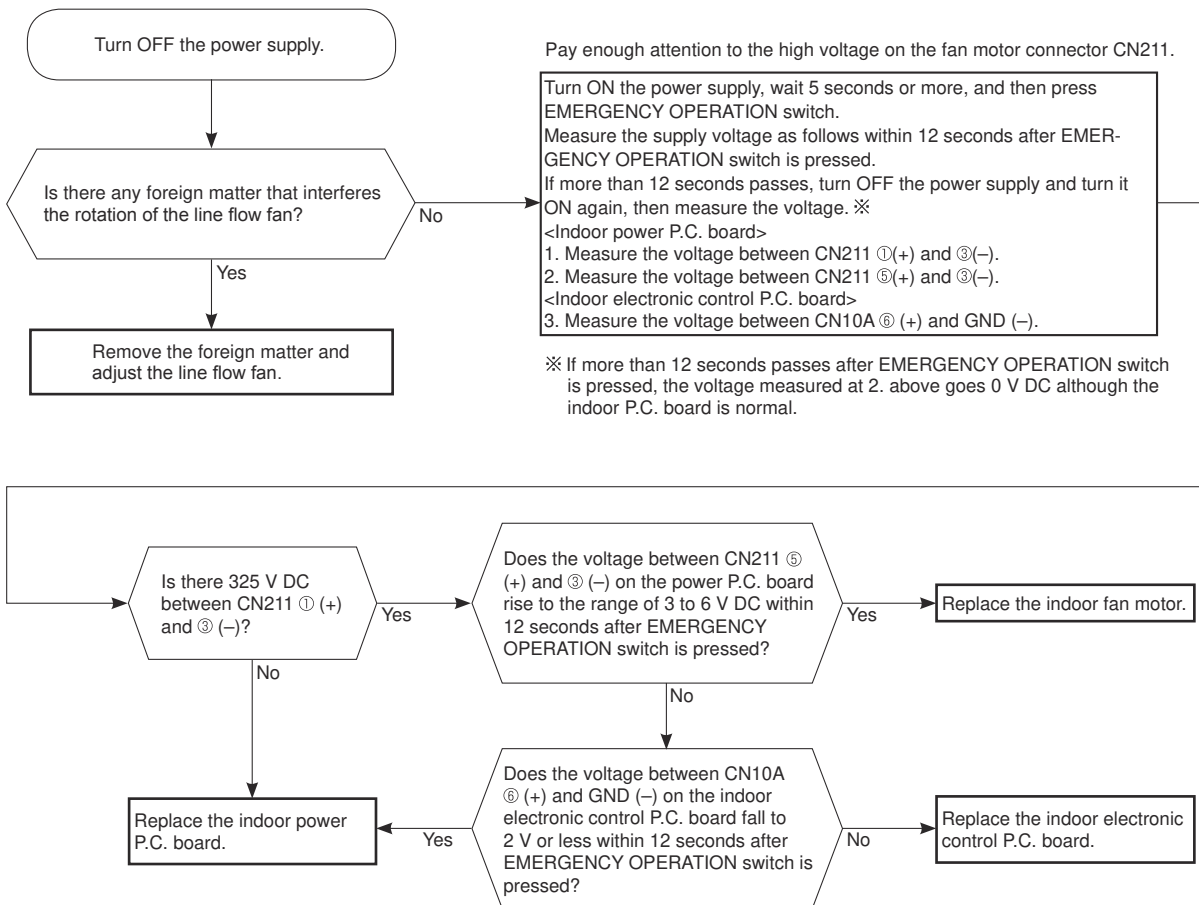 Turn OFF the power supply.
Is there any foreign matter that interferes
the rotation of the line flow fan?
No
Yes
Remove the foreign matter and
adjust the line flow fan.
Pay enough attention to the high voltage on the fan motor connector CN211.
Turn ON the power supply, wait 5 seconds or more, and then press
EMERGENCY OPERATION switch.
Measure the supply voltage as follows within 12 seconds after EMER-
GENCY OPERATION switch is pressed.
If more than 12 seconds passes, turn OFF the power supply and turn it
ON again, then measure the voltage. ※
<Indoor power P.C. board>
1. Measure the voltage between CN211 ①(+) and ③(–).
2. Measure the voltage between CN211 ⑤(+) and ③(–).
<Indoor electronic control P.C. board>
3. Measure the voltage between CN10A ⑥ (+) and GND (–).
※ If more than 12 seconds passes after EMERGENCY OPERATION switch
is pressed, the voltage measured at 2. above goes 0 V DC although the
indoor P.C. board is normal.
Is there 325 V DC
between CN211 ① (+)
and ③ (–)?
Yes
No
Does the voltage between CN211 ⑤
(+) and ③ (–) on the power P.C. board
rise to the range of 3 to 6 V DC within
12 seconds after EMERGENCY
OPERATION switch is pressed?
Yes
No
Replace the indoor fan motor.
Replace the indoor power
P.C. board.
Yes
Does the voltage between CN10A
⑥ (+) and GND (–) on the indoor
electronic control P.C. board fall to
2 V or less within 12 seconds after
EMERGENCY OPERATION switch is
pressed?
No
Replace the indoor electronic
control P.C. board.